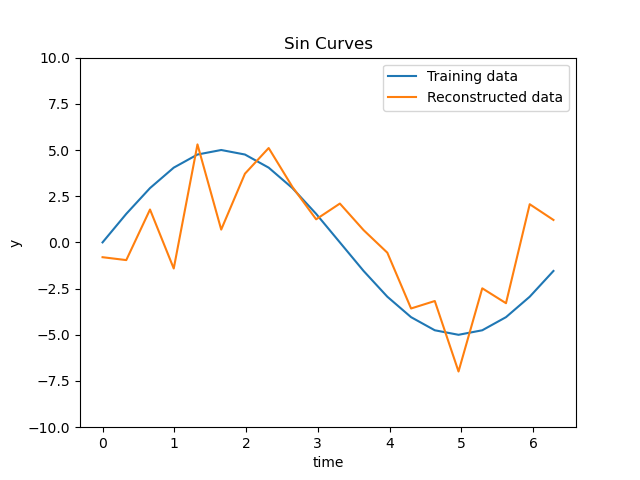 Sin Curves
Training data
Reconstructed data
10.0
7.5
5.0
2.5
0.0
−2.5
−5.0
−7.5
−10.0
y
0 1 2 3 4 5 6
time